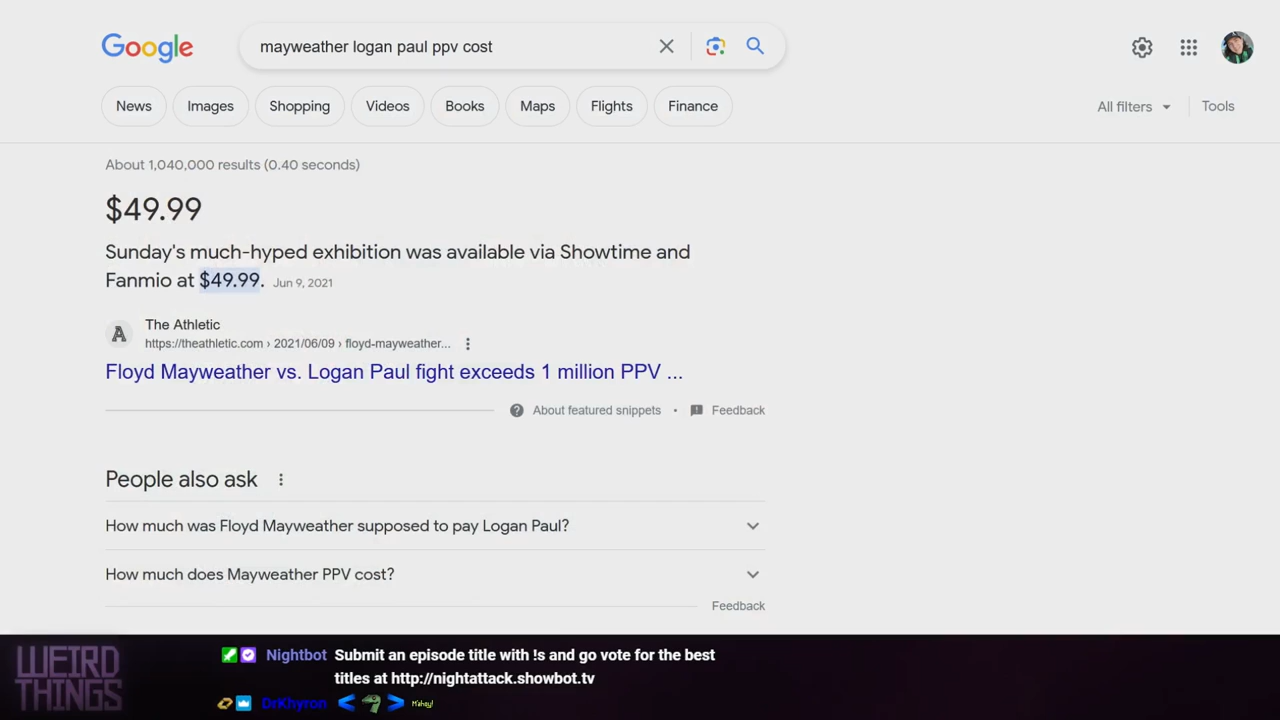 Google
mayweather logan paul ppv cost
News Images Shopping Videos Books Maps Flights Finance
All filters Tools
About 1,040,000 results (0.40 seconds)
$49.99
Sunday's much-hyped exhibition was available via Showtime and
Fanmio at $49.99. Jun 9, 2021
The Athletic
https://theathletic.com › 2021/06/09 › floyd-mayweather...
Floyd Mayweather vs. Logan Paul fight exceeds 1 million PPV ...
About featured snippets • Feedback
People also ask
How much was Floyd Mayweather supposed to pay Logan Paul?
How much does Mayweather PPV cost?
Feedback
WEIRD
THINGS
Nightbot Submit an episode title with !s and go vote for the best
titles at http://nightattack.showbot.tv
DrKhyron M'ahoy!